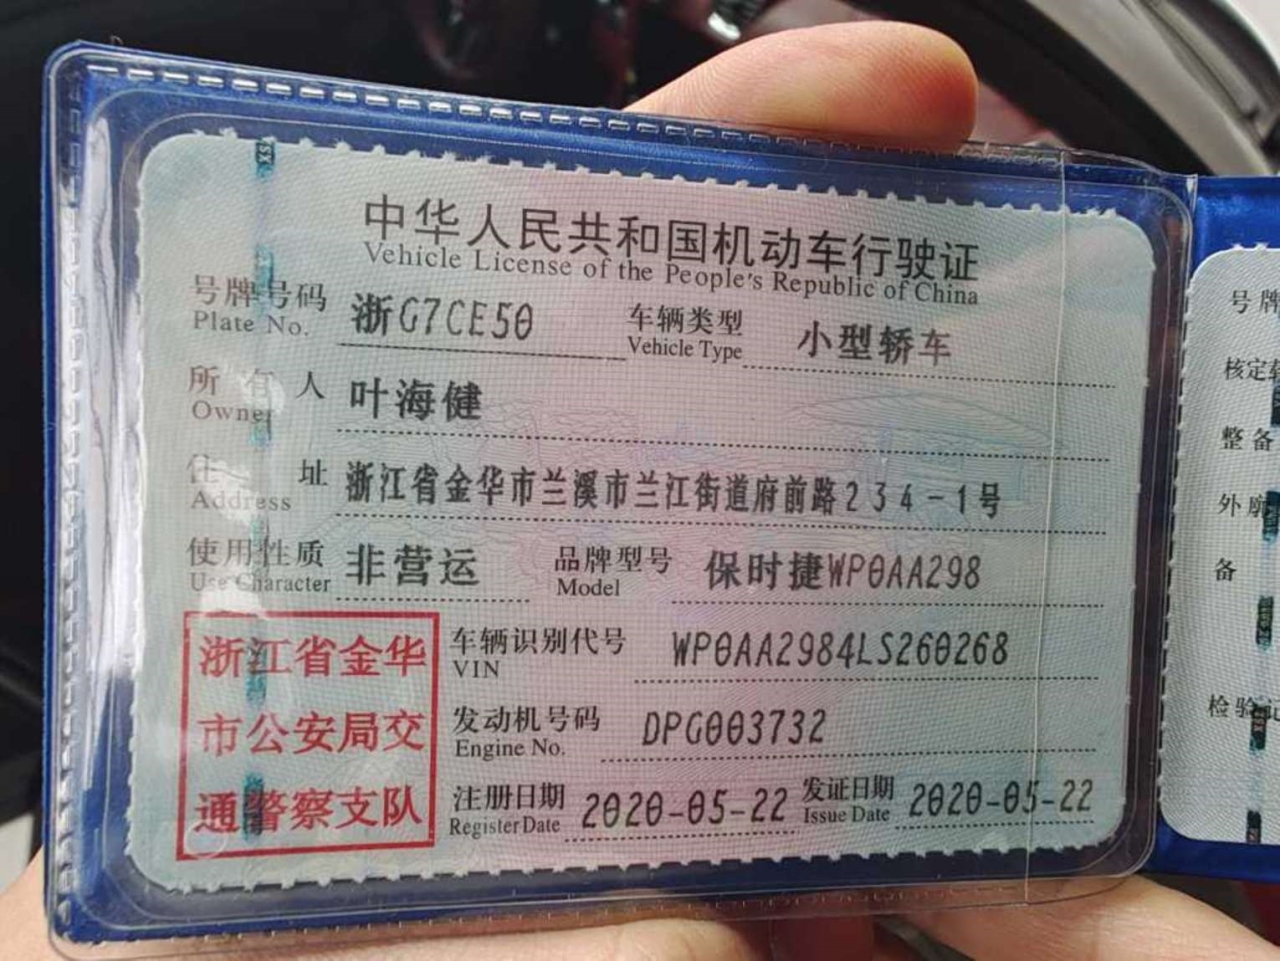 中华人民共和国机动车行驶证
Vehicle License of the People's Republic of China
号牌号码 浙G7CE50 车辆类型 小型轿车
Plate No. Vehicle Type
所有人 叶海健
Owner
住址 浙江省金华市兰溪市兰江街道府前路234-1号
Address
使用性质 非营运 品牌型号 保时捷WP0AA298
Use Character Model
浙江省金华
市公安局交
通警察支队
车辆识别代号 WP0AA2984LS260268
VIN
发动机号码 DPG003732
Engine No.
注册日期 2020-05-22 发证日期 2020-05-22
Register Date Issue Date
号牌
核定
整备
外廓
备
检验